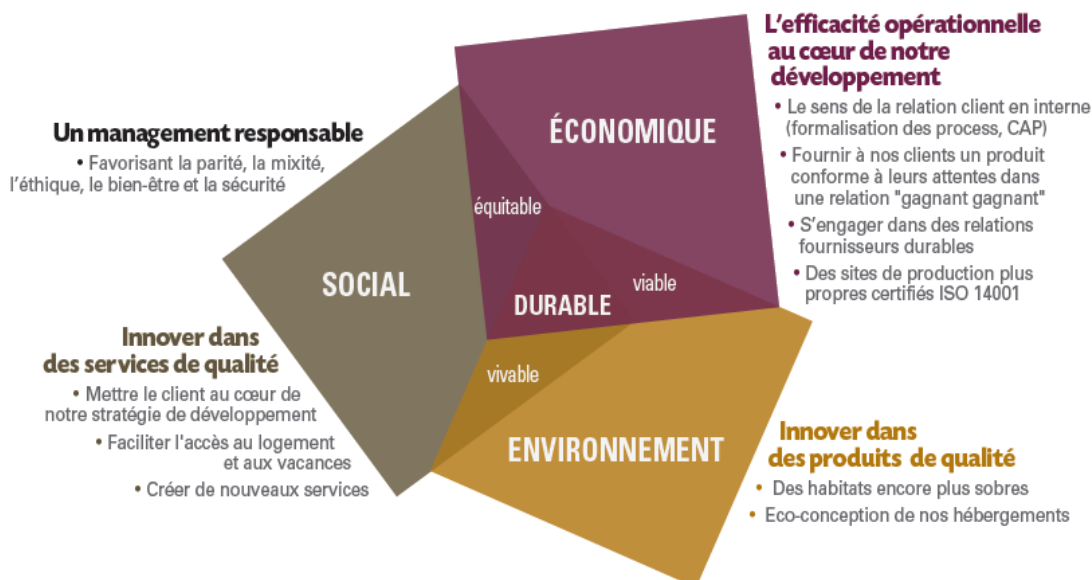 L'efficacité opérationnelle
au cœur de notre
développement
• Le sens de la relation client en interne
(formalisation des process, CAP)
• Fournir à nos clients un produit
conforme à leurs attentes dans
une relation "gagnant gagnant"
• S'engager dans des relations
fournisseurs durables
• Des sites de production plus
propres certifiés ISO 14001
Un management responsable
• Favorisant la parité, la mixité,
l'éthique, le bien-être et la sécurité
ÉCONOMIQUE
équitable
SOCIAL
viable
DURABLE
vivable
ENVIRONNEMENT
Innover dans
des services de qualité
• Mettre le client au cœur de
notre stratégie de développement
• Faciliter l'accès au logement
et aux vacances
• Créer de nouveaux services
Innover dans
des produits de qualité
• Des habitats encore plus sobres
• Eco-conception de nos hébergements